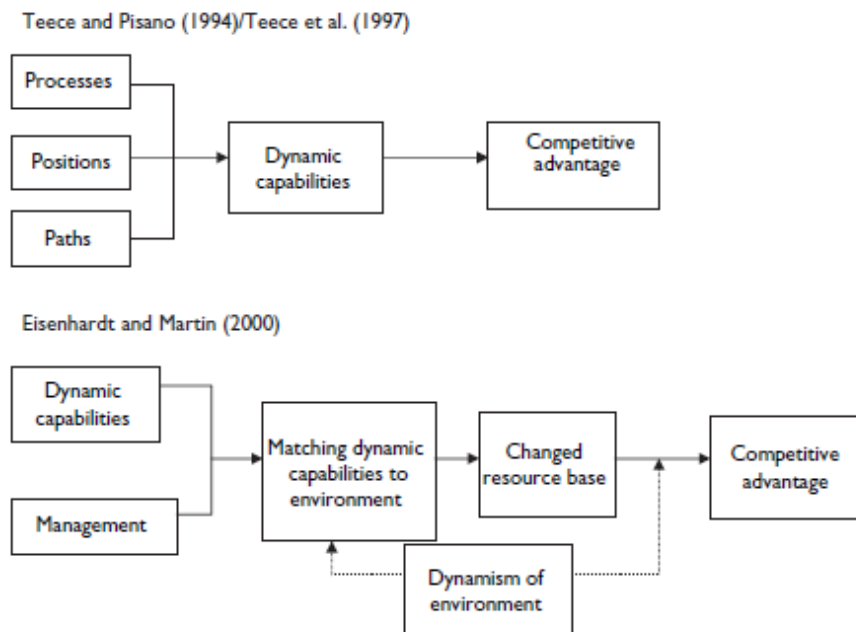 Teece and Pisano (1994)/Teece et al. (1997)
Processes
Positions
Paths
Dynamic
capabilities
Competitive
advantage
Eisenhardt and Martin (2000)
Dynamic
capabilities
Management
Matching dynamic
capabilities to
environment
Changed
resource base
Competitive
advantage
Dynamism of
environment